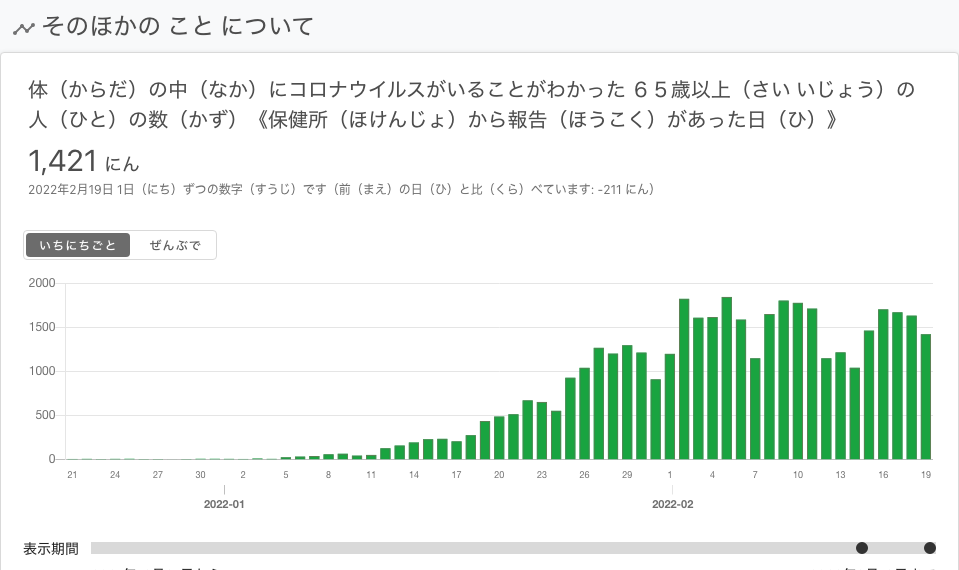 そのほかの こと について
体（からだ）の中（なか）にコロナウイルスがいることがわかった ６５歳以上（さい いじょう）の
人（ひと）の数（かず）《保健所（ほけんじょ）から報告（ほうこく）があった日（ひ）》
1,421 にん
2022年2月19日 1日（にち）ずつの数字（すうじ）です（前（まえ）の日（ひ）と比（くら）べています: -211 にん）
いちにちごと ぜんぶで
2000
1500
1000
500
0
21 24 27 30 2 5 8 11 14 17 20 23 26 29 1 4 7 10 13 16 19
2022-01 2022-02
表示期間